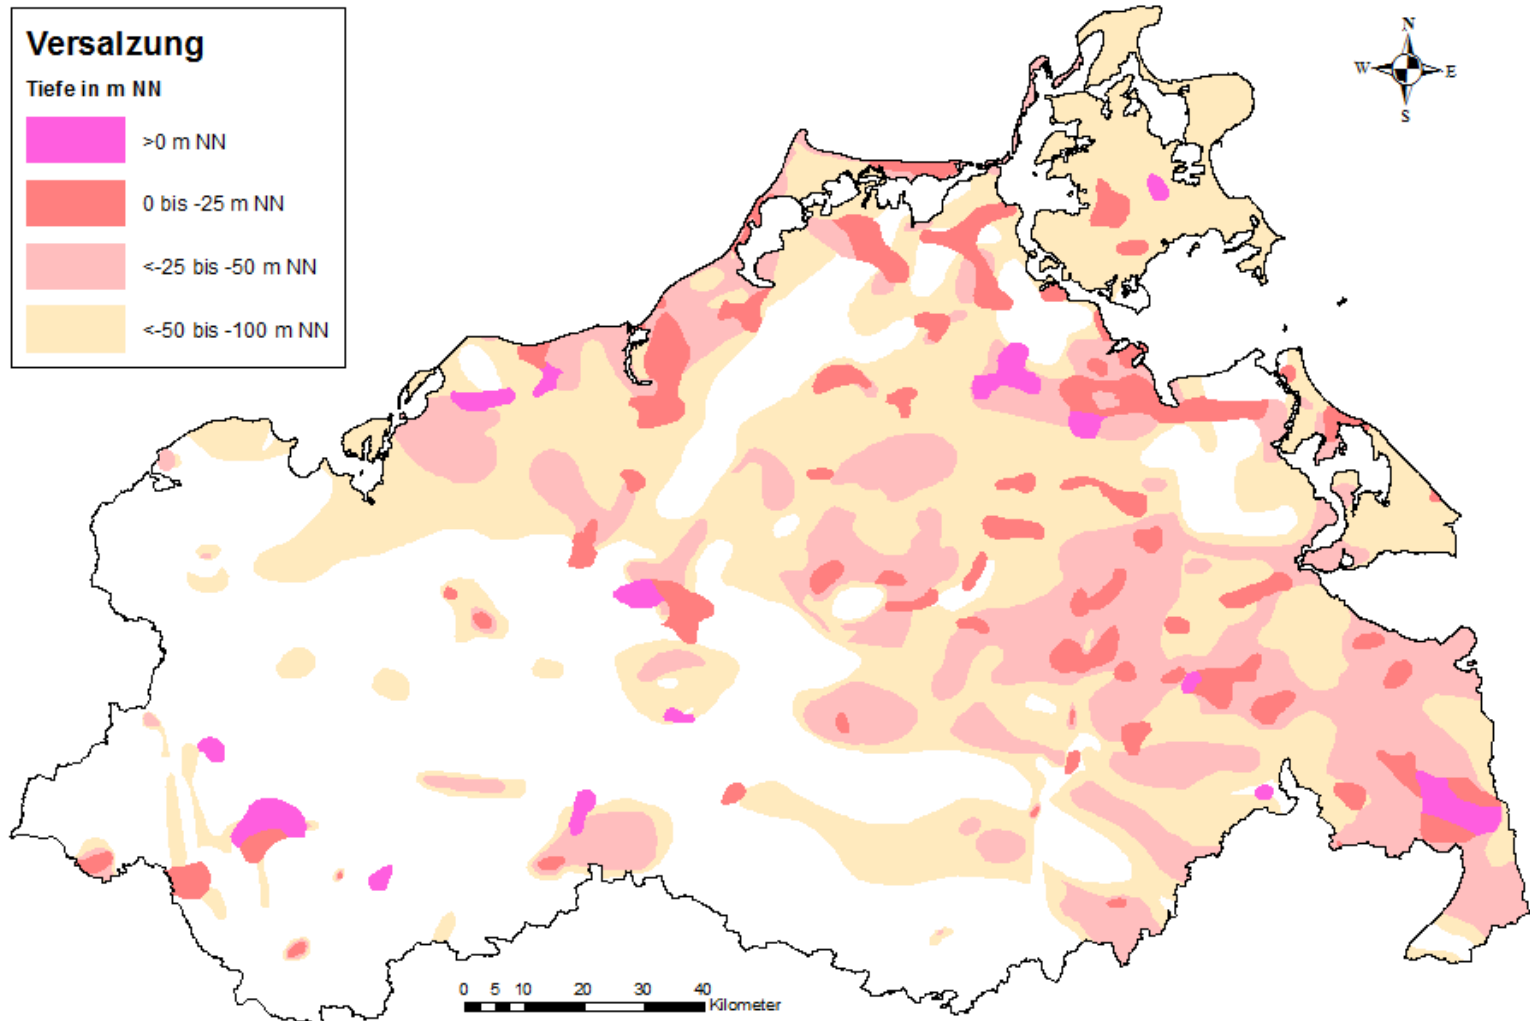 Versalzung
Tiefe in m NN
>0 m NN
0 bis -25 m NN
<-25 bis -50 m NN
<-50 bis -100 m NN
N
W E
S
0 5 10 20 30 40
Kilometer